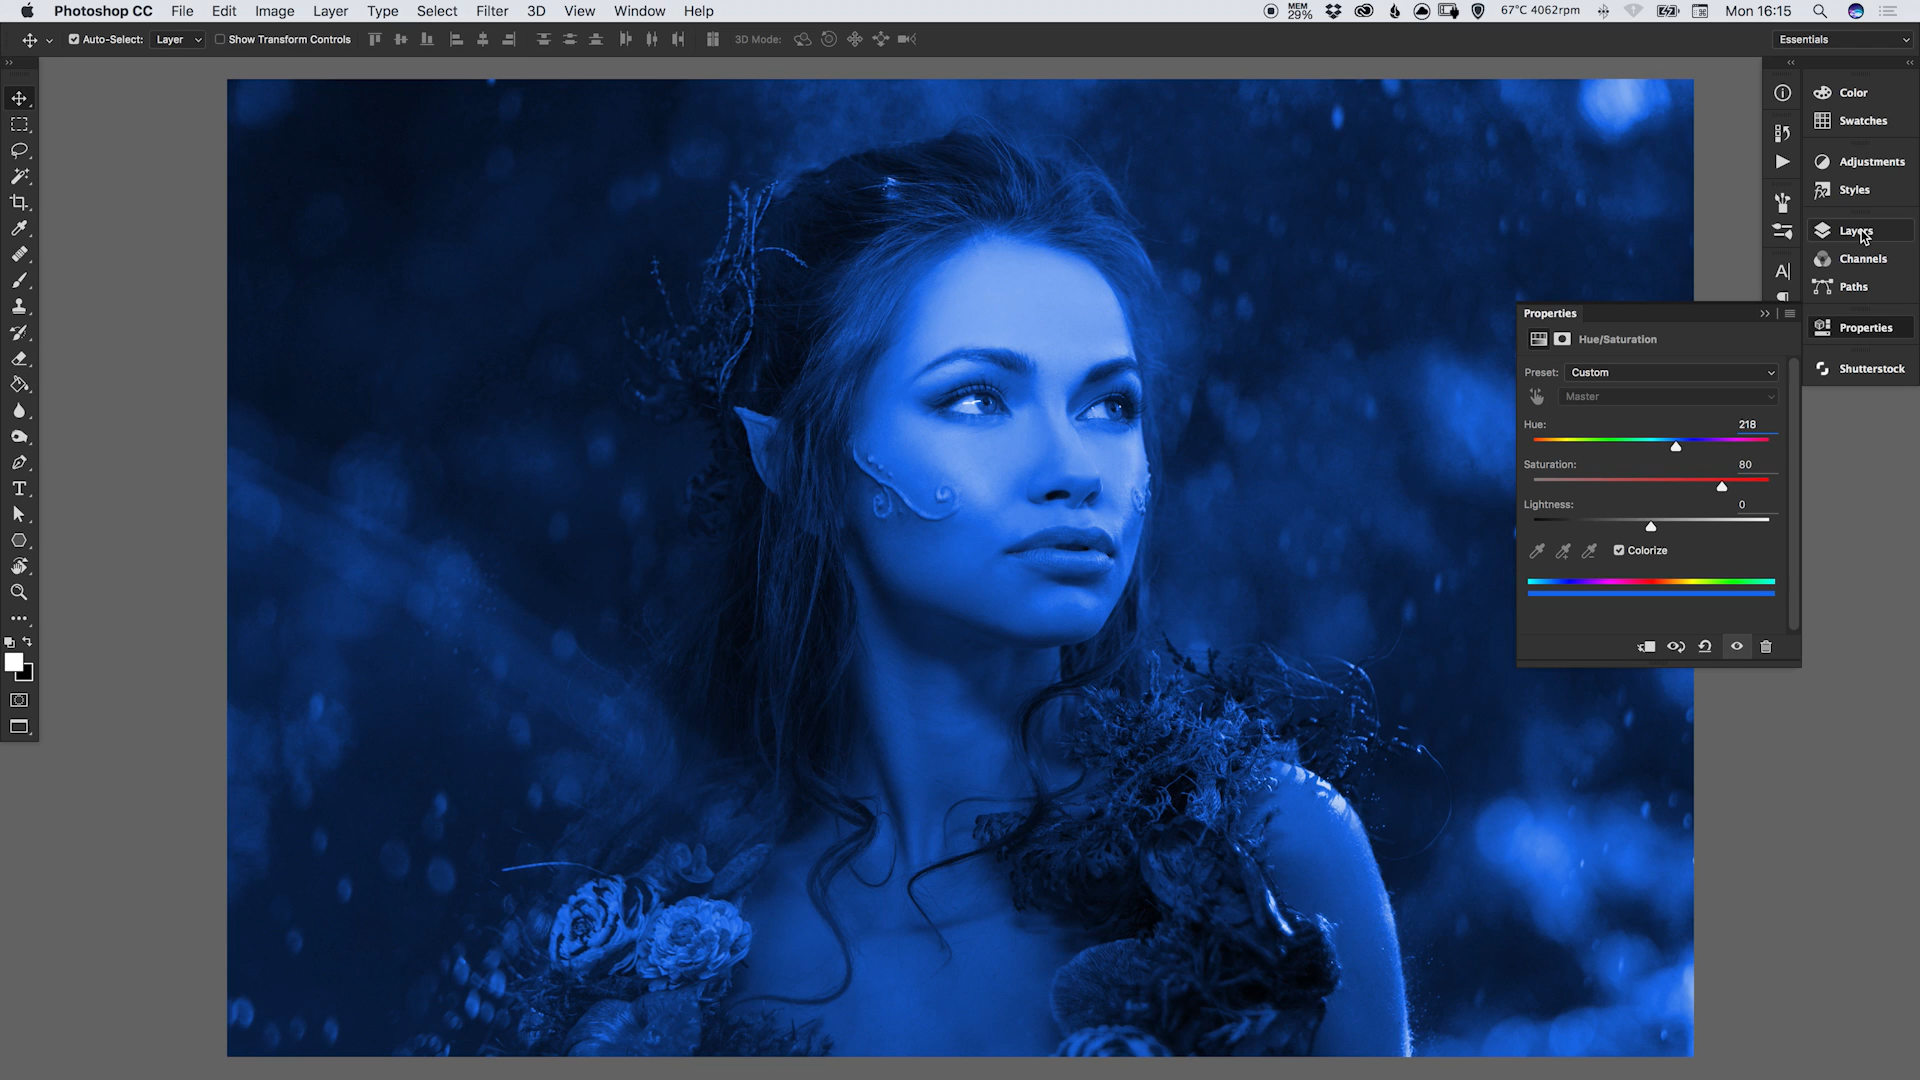 Photoshop CC File Edit Image Layer Type Select Filter 3D View Window Help MEM 29% 67°C 4062rpm Mon 16:15
Auto-Select: Layer Show Transform Controls 3D Mode: Essentials
Color
Swatches
Adjustments
Styles
Layers
Channels
Paths
Properties
Shutterstock
Properties
Hue/Saturation
Preset: Custom
Master
Hue: 218
Saturation: 80
Lightness: 0
Colorize